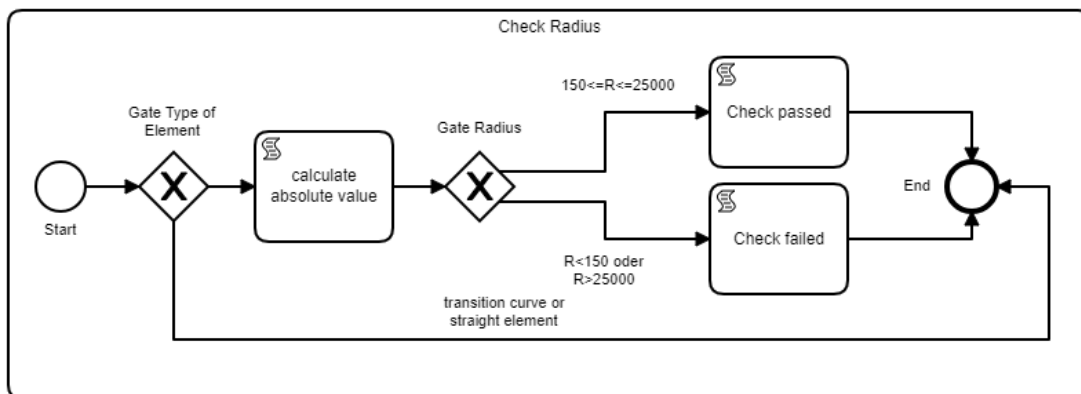 Check Radius
150<=R<=25000
Gate Type of
Element
Gate Radius
Check passed
calculate
absolute value
Start
End
Check failed
R<150 oder
R>25000
transition curve or
straight element